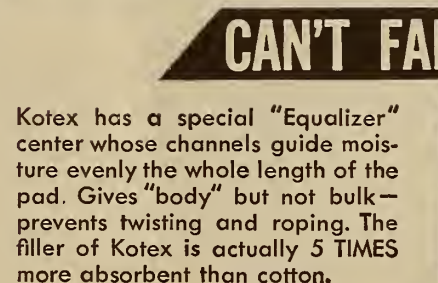 CAN'T
Kotex has a special "Equalizer"
center whose channels guide mois-
ture evenly the whole length of the
pad. Gives "body" but not bulk—
prevents twisting and roping. The
filler of Kotex is actually 5 TIMES
more absorbent than cotton.